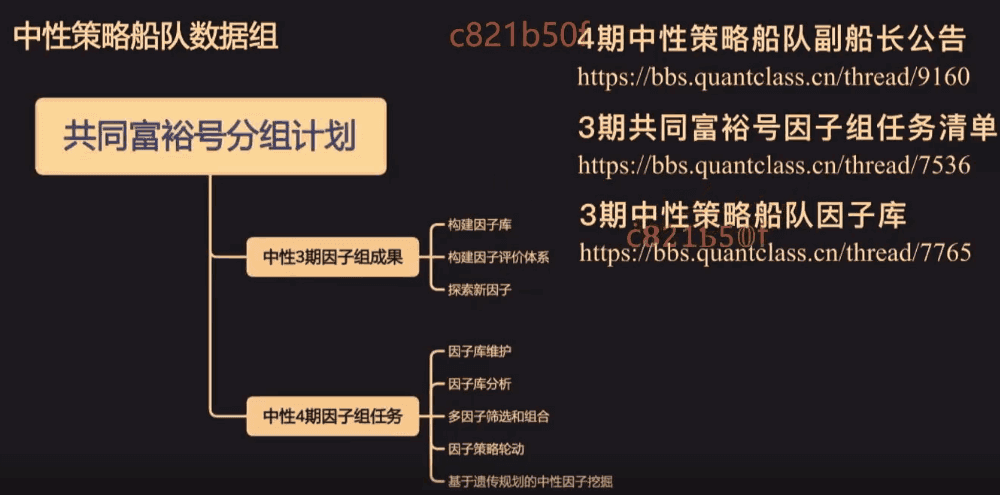 中性策略船队数据组
c821b50f
4期中性策略船队副船长公告
https://bbs.quantclass.cn/thread/9160
共同富裕号分组计划
3期共同富裕号因子组任务清单
https://bbs.quantclass.cn/thread/7536
3期中性策略船队因子库
c821b50f
https://bbs.quantclass.cn/thread/7765
中性3期因子组成果
构建因子库
构建因子评价体系
探索新因子
中性4期因子组任务
因子库维护
因子库分析
多因子筛选和组合
因子策略轮动
基于遗传规划的中性因子挖掘